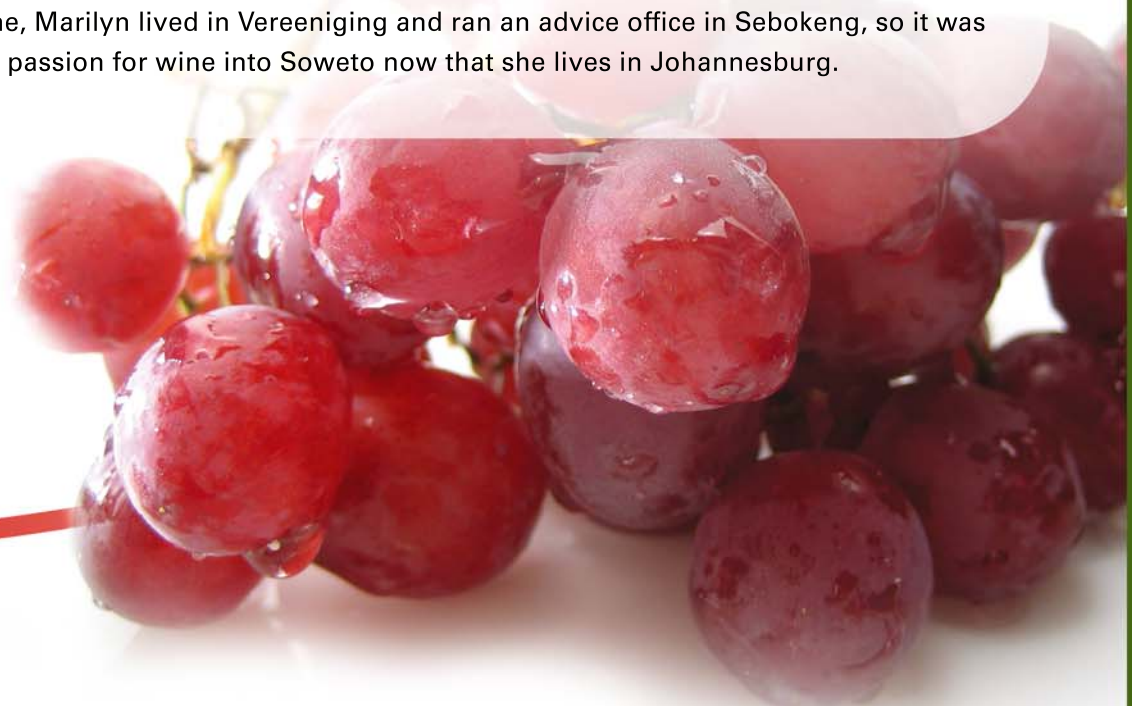 , Marilyn lived in Vereeniging and ran an advice office in Sebokeng, so it was
passion for wine into Soweto now that she lives in Johannesburg.